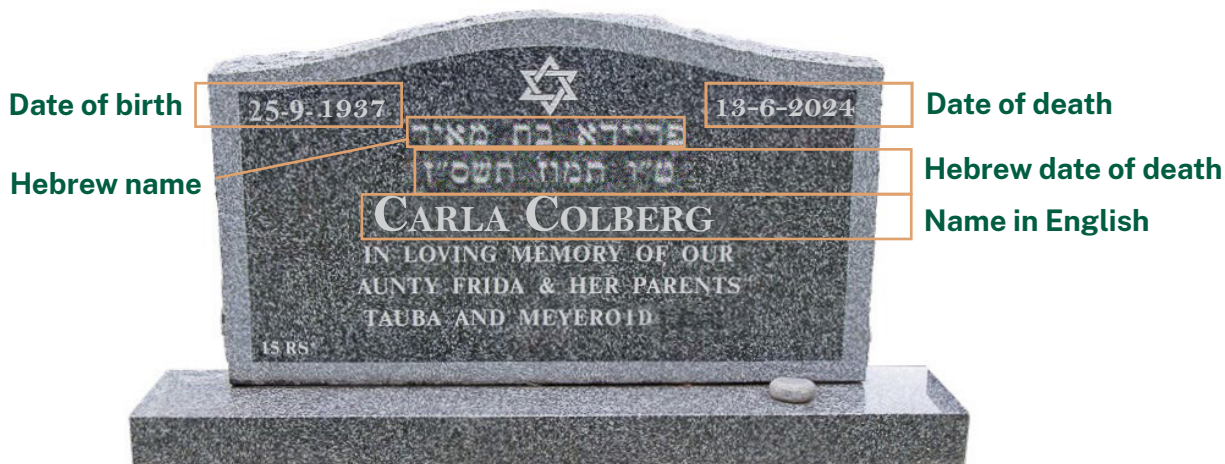 Date of birth
25-9-1937
13-6-2024
Date of death
פריידא בת מאיר
Hebrew name
ט״ו תמוז תשס״ז
Hebrew date of death
CARLA COLBERG
Name in English
IN LOVING MEMORY OF OUR
AUNTY FRIDA & HER PARENTS
TAUBA AND MEYEROID
15 RS